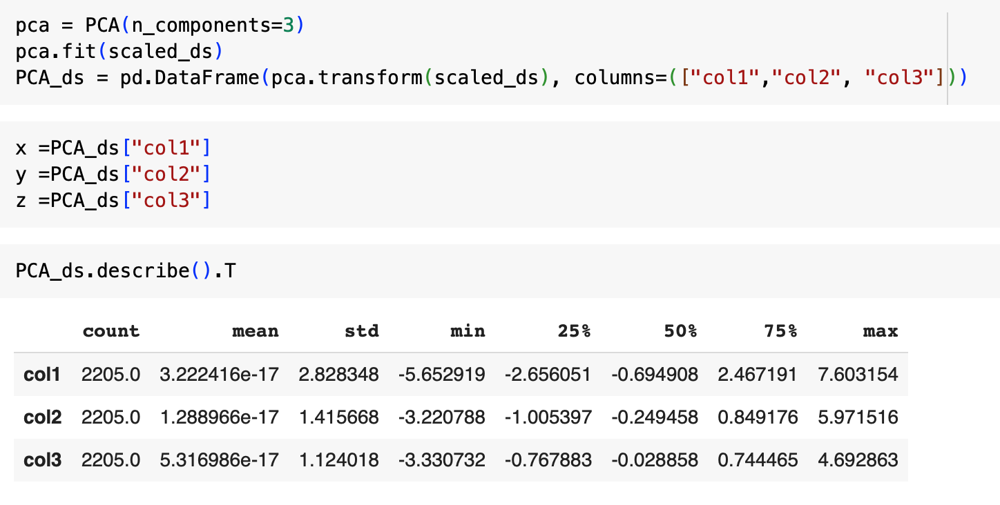 pca = PCA(n_components=3)
pca.fit(scaled_ds)
PCA_ds = pd.DataFrame(pca.transform(scaled_ds), columns=(["col1","col2", "col3"]))
x =PCA_ds["col1"]
y =PCA_ds["col2"]
z =PCA_ds["col3"]
PCA_ds.describe().T
count mean std min 25% 50% 75% max
col1 2205.0 3.222416e-17 2.828348 -5.652919 -2.656051 -0.694908 2.467191 7.603154
col2 2205.0 1.288966e-17 1.415668 -3.220788 -1.005397 -0.249458 0.849176 5.971516
col3 2205.0 5.316986e-17 1.124018 -3.330732 -0.767883 -0.028858 0.744465 4.692863